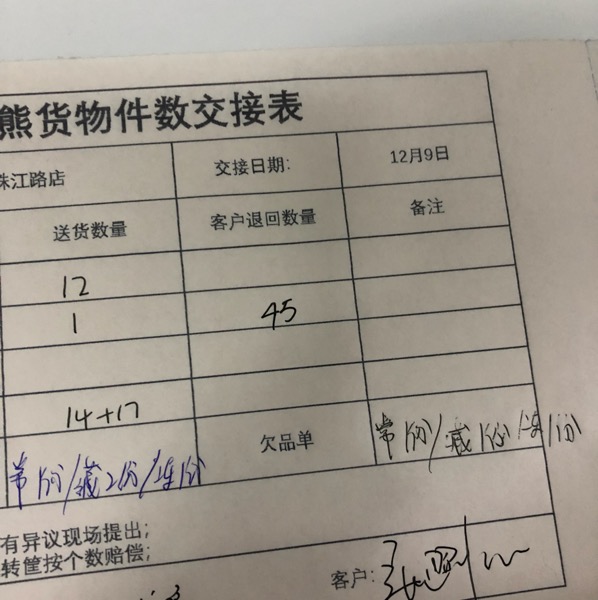 熊货物件数交接表
珠江路店 交接日期: 12月9日
送货数量 客户退回数量 备注
12
1 45
14+17
常1份/藏2份/冻1份 欠品单 常1份/藏1份/冻1份
有异议现场提出;
转筐按个数赔偿;
客户: